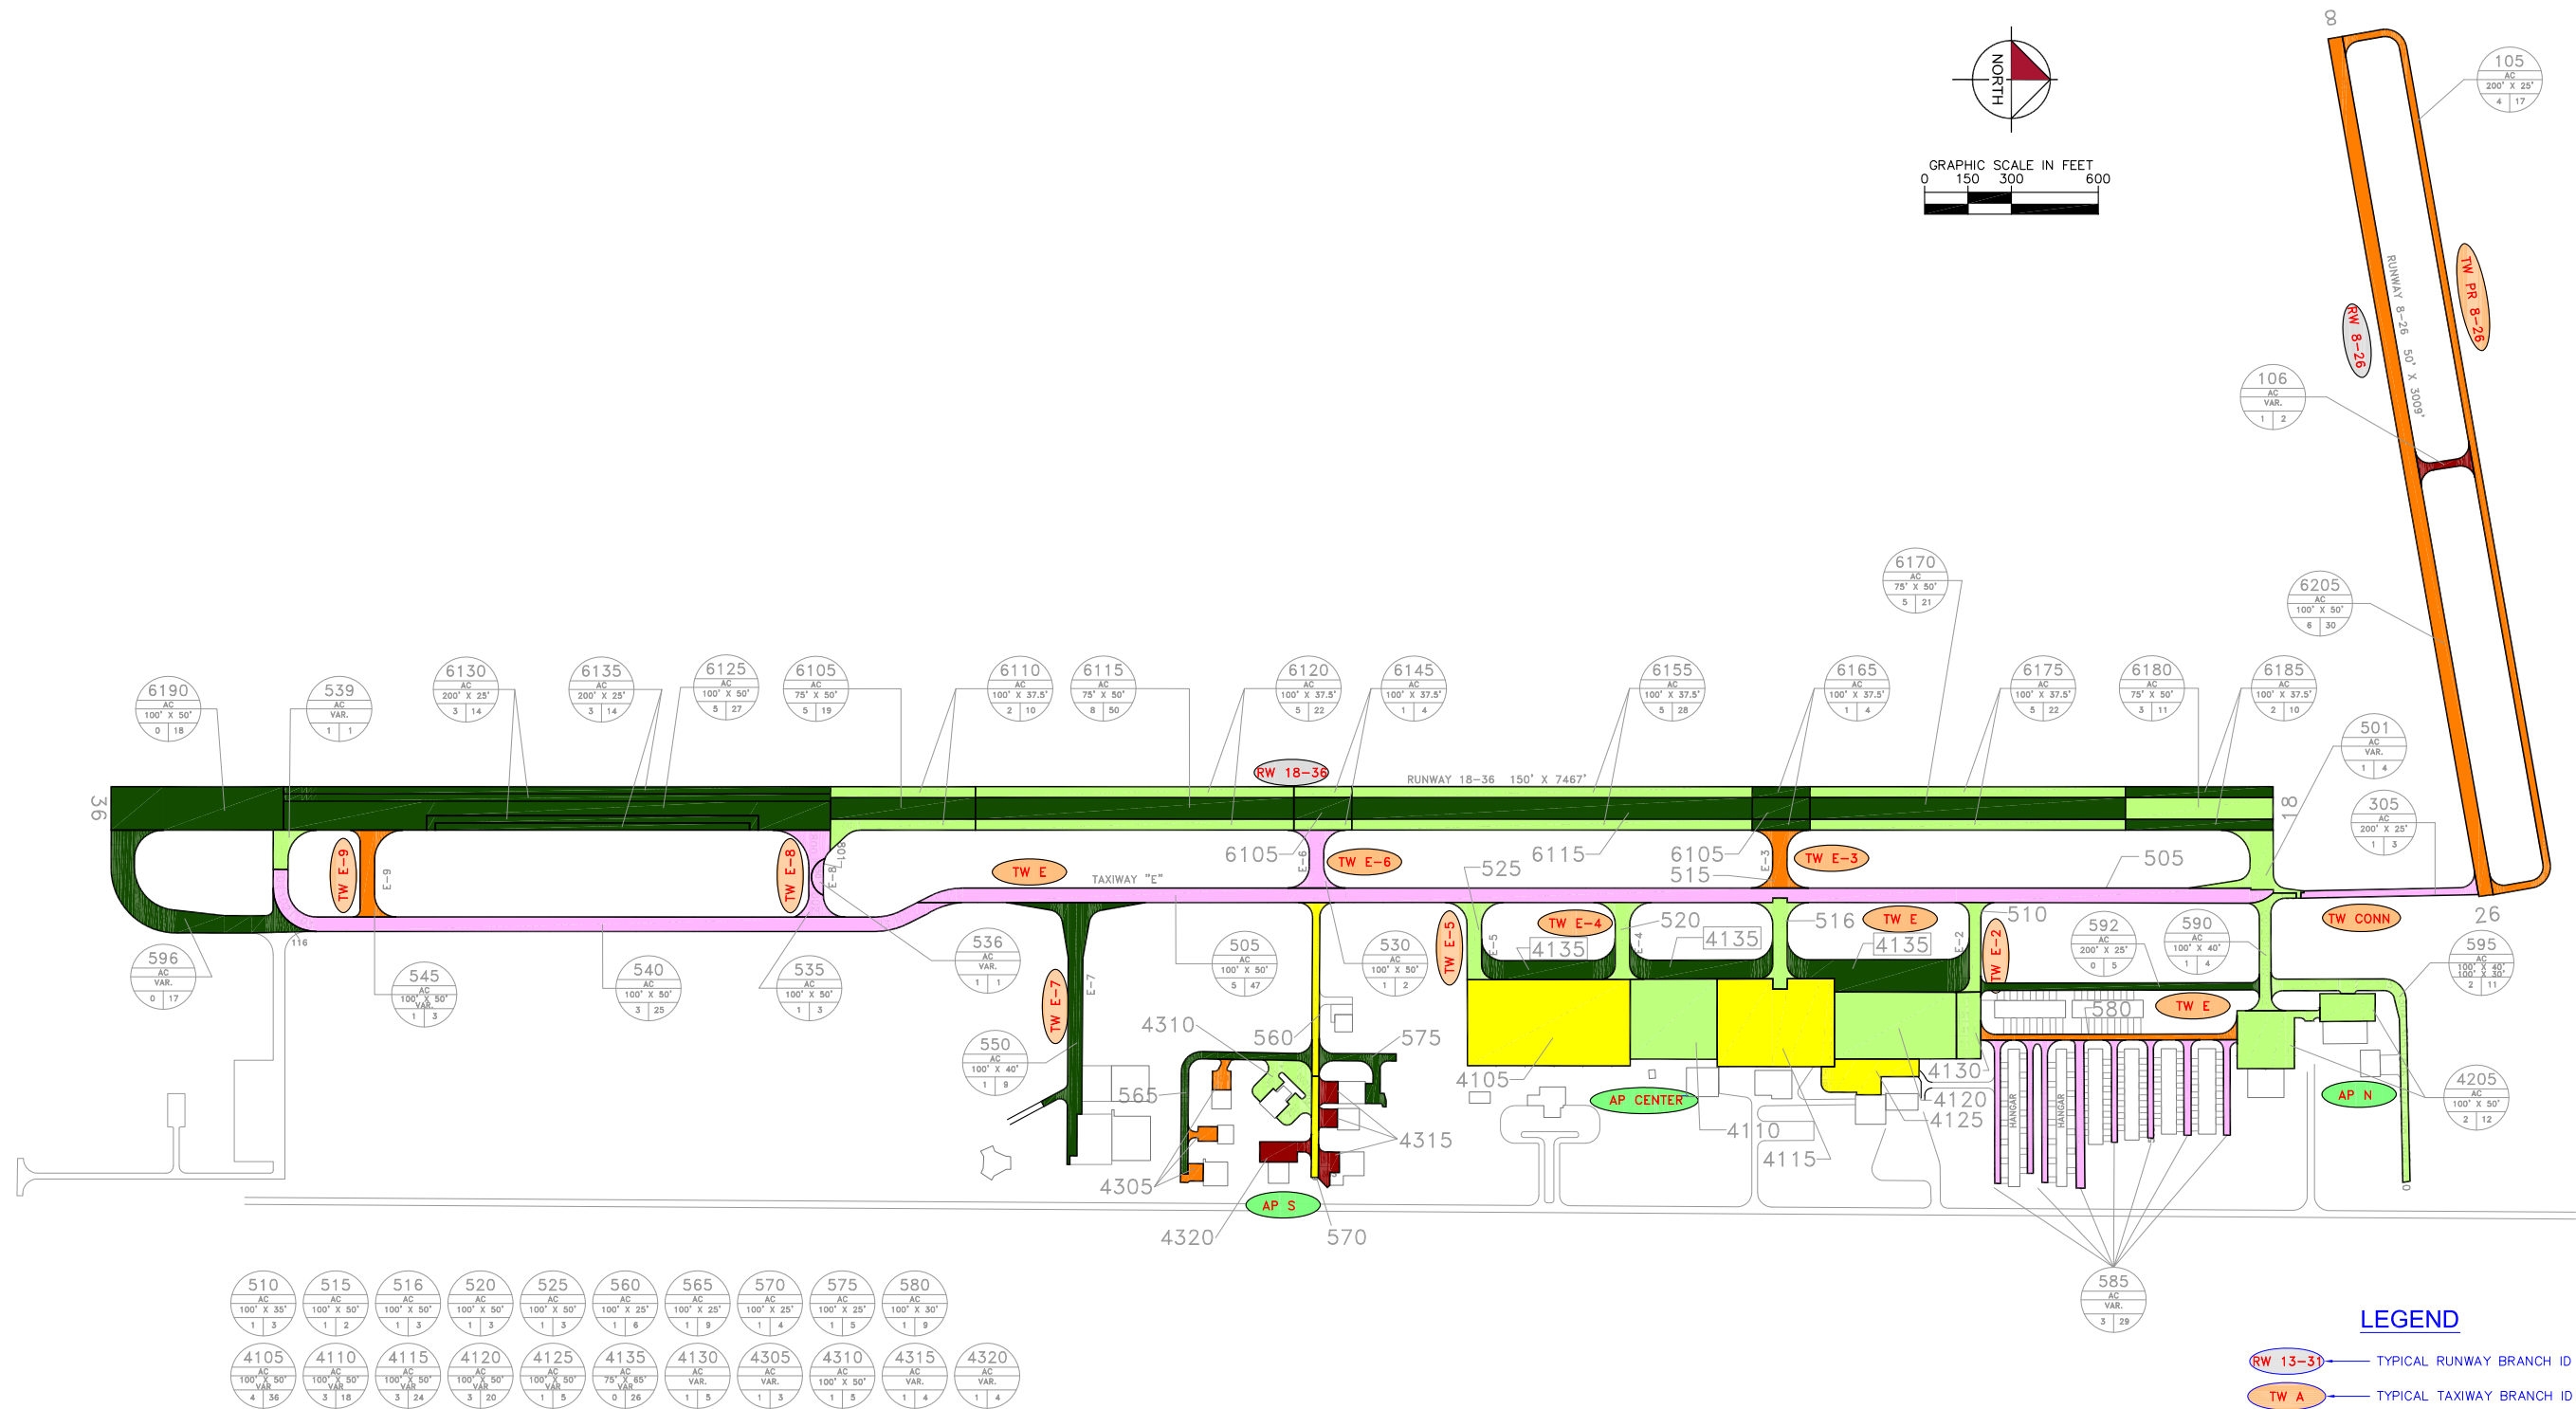 8
105
AC
200' X 25'
4 17
NORTH
GRAPHIC SCALE IN FEET
0 150 300 600
RUNWAY 8-26 50' X 3009'
TW PR 8-26
RW 8-26
106
AC
VAR.
1 2
6170
AC
75' X 50'
5 21
6205
AC
100' X 50'
6 30
6190
AC
100' X 50'
0 18
539
AC
VAR.
1 1
6130
AC
200' X 25'
3 14
6135
AC
200' X 25'
3 14
6125
AC
100' X 50'
5 27
6105
AC
75' X 50'
5 19
6110
AC
100' X 37.5'
2 10
6115
AC
75' X 50'
8 50
6120
AC
100' X 37.5'
5 22
6145
AC
100' X 37.5'
1 4
6155
AC
100' X 37.5'
5 28
6165
AC
100' X 37.5'
1 4
6175
AC
100' X 37.5'
5 22
6180
AC
75' X 50'
3 11
6185
AC
100' X 37.5'
2 10
501
AC
VAR.
1 4
305
AC
200' X 25'
1 3
RW 18-36
RUNWAY 18-36 150' X 7467'
36
18
TW E-9
E-9
TW E-8
E-8
801
TW E
TAXIWAY "E"
6105
E-6
TW E-6
525
6115
6105
515
E-3
TW E-3
505
116
596
AC
VAR.
0 17
545
AC
100' X 50'
VAR.
1 3
540
AC
100' X 50'
3 25
535
AC
100' X 50'
1 3
536
AC
VAR.
1 1
TW E-7
E-7
505
AC
100' X 50'
5 47
530
AC
100' X 50'
1 2
TW E-5
E-5
TW E-4
E-4
520
4135
4135
516
TW E
4135
E-2
510
TW E-2
592
AC
200' X 25'
0 5
590
AC
100' X 40'
1 4
TW CONN
26
595
AC
100' X 40'
100' X 30'
2 11
550
AC
100' X 40'
1 9
4310
560
575
565
4305
4315
4320
AP S
570
4105
AP CENTER
4110
4115
4120
4125
4130
TW E
580
HANGAR
HANGAR
AP N
4205
AC
100' X 50'
2 12
585
AC
VAR.
3 29
510
AC
100' X 35'
1 3
515
AC
100' X 50'
1 2
516
AC
100' X 50'
1 3
520
AC
100' X 50'
1 3
525
AC
100' X 50'
1 3
560
AC
100' X 25'
1 6
565
AC
100' X 25'
1 9
570
AC
100' X 25'
1 4
575
AC
100' X 25'
1 5
580
AC
100' X 30'
1 9
4105
AC
100' X 50'
VAR
4 36
4110
AC
100' X 50'
VAR
3 18
4115
AC
100' X 50'
VAR
3 24
4120
AC
100' X 50'
VAR
3 20
4125
AC
100' X 50'
VAR
1 5
4135
AC
75' X 65'
VAR
0 26
4130
AC
VAR.
1 5
4305
AC
VAR.
1 3
4310
AC
100' X 50'
1 5
4315
AC
VAR.
1 4
4320
AC
VAR.
1 4
LEGEND
RW 13-31 TYPICAL RUNWAY BRANCH ID
TW A TYPICAL TAXIWAY BRANCH ID